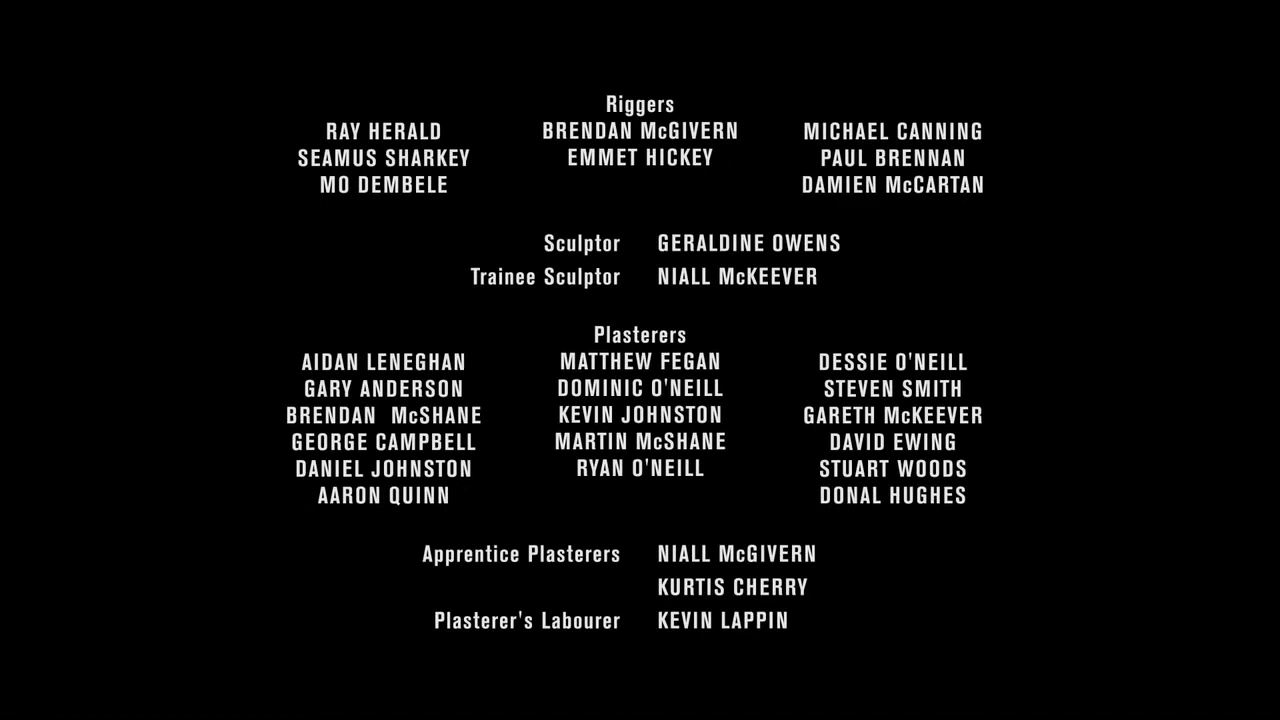 Riggers
RAY HERALD BRENDAN McGIVERN MICHAEL CANNING
SEAMUS SHARKEY EMMET HICKEY PAUL BRENNAN
MO DEMBELE DAMIEN McCARTAN
Sculptor GERALDINE OWENS
Trainee Sculptor NIALL McKEEVER
Plasterers
AIDAN LENEGHAN MATTHEW FEGAN DESSIE O'NEILL
GARY ANDERSON DOMINIC O'NEILL STEVEN SMITH
BRENDAN McSHANE KEVIN JOHNSTON GARETH McKEEVER
GEORGE CAMPBELL MARTIN McSHANE DAVID EWING
DANIEL JOHNSTON RYAN O'NEILL STUART WOODS
AARON QUINN DONAL HUGHES
Apprentice Plasterers NIALL McGIVERN
KURTIS CHERRY
Plasterer's Labourer KEVIN LAPPIN